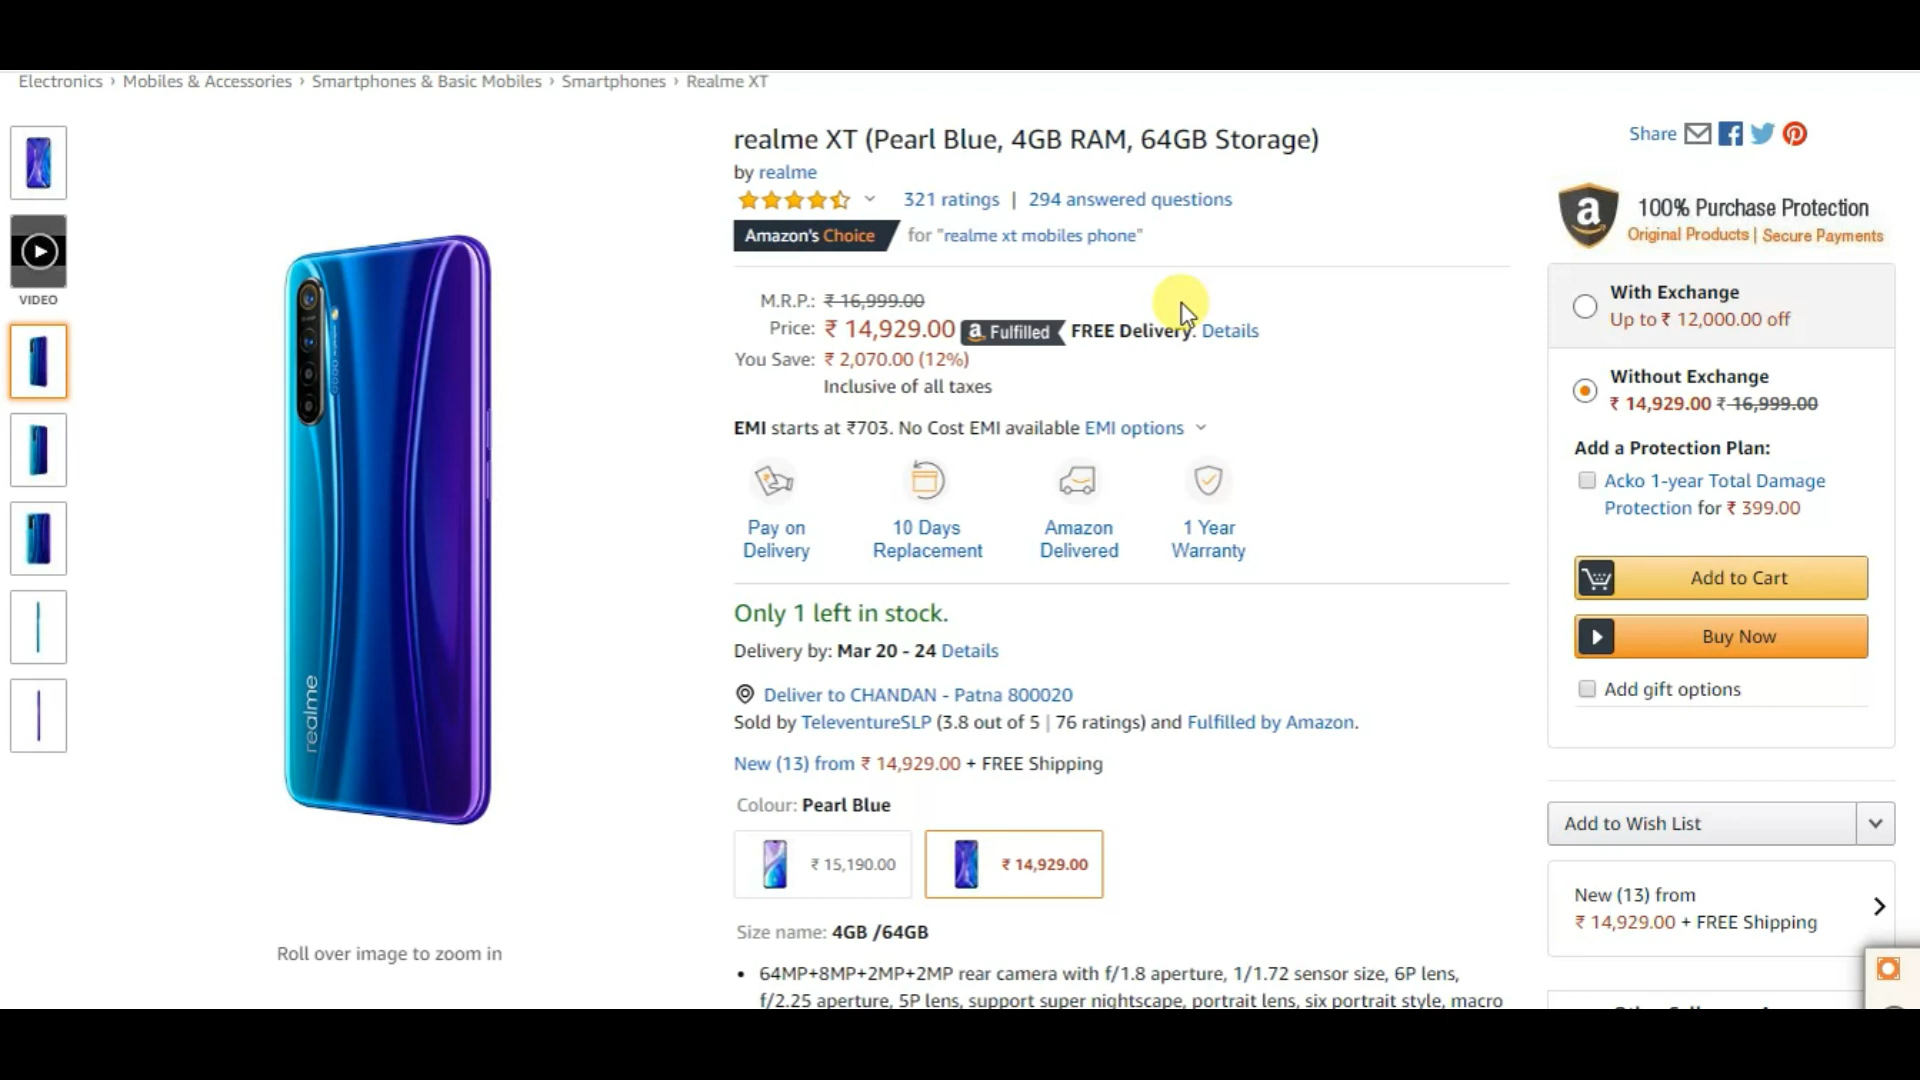 Electronics › Mobiles & Accessories › Smartphones & Basic Mobiles › Smartphones › Realme XT
VIDEO
realme
Roll over image to zoom in
realme XT (Pearl Blue, 4GB RAM, 64GB Storage)
by realme
321 ratings | 294 answered questions
Amazon's Choice for "realme xt mobiles phone"
M.R.P.: ₹ 16,999.00
Price: ₹ 14,929.00 a Fulfilled FREE Delivery. Details
You Save: ₹ 2,070.00 (12%)
Inclusive of all taxes
EMI starts at ₹703. No Cost EMI available EMI options
Pay on Delivery
10 Days Replacement
Amazon Delivered
1 Year Warranty
Only 1 left in stock.
Delivery by: Mar 20 - 24 Details
Deliver to CHANDAN - Patna 800020
Sold by TeleventureSLP (3.8 out of 5 | 76 ratings) and Fulfilled by Amazon.
New (13) from ₹ 14,929.00 + FREE Shipping
Colour: Pearl Blue
₹ 15,190.00
₹ 14,929.00
Size name: 4GB /64GB
• 64MP+8MP+2MP+2MP rear camera with f/1.8 aperture, 1/1.72 sensor size, 6P lens,
f/2.25 aperture, 5P lens, support super nightscape, portrait lens, six portrait style, macro
Share
a
100% Purchase Protection
Original Products | Secure Payments
With Exchange
Up to ₹ 12,000.00 off
Without Exchange
₹ 14,929.00 ₹ 16,999.00
Add a Protection Plan:
Acko 1-year Total Damage
Protection for ₹ 399.00
Add to Cart
Buy Now
Add gift options
Add to Wish List
New (13) from
₹ 14,929.00 + FREE Shipping